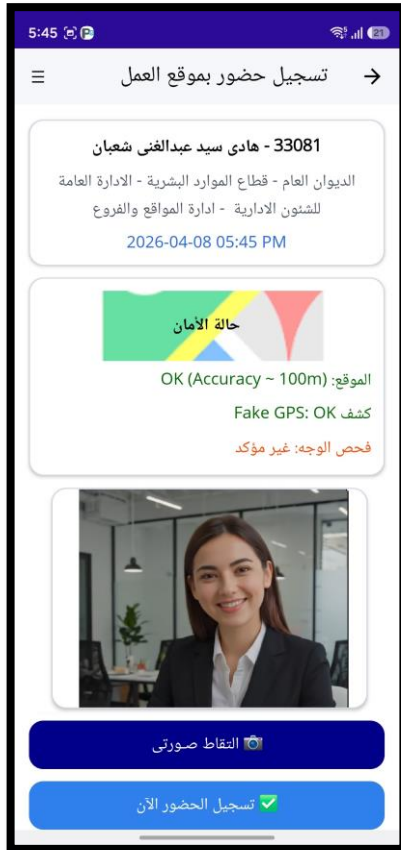 5:45
21
تسجيل حضور بموقع العمل
33081 - هادى سيد عبدالغنى شعبان
الديوان العام - قطاع الموارد البشرية - الادارة العامة
للشئون الادارية - ادارة المواقع والفروع
2026-04-08 05:45 PM
حالة الأمان
الموقع: OK (Accuracy ~ 100m)
كشف Fake GPS: OK
فحص الوجه: غير مؤكد
التقاط صورتى
تسجيل الحضور الآن